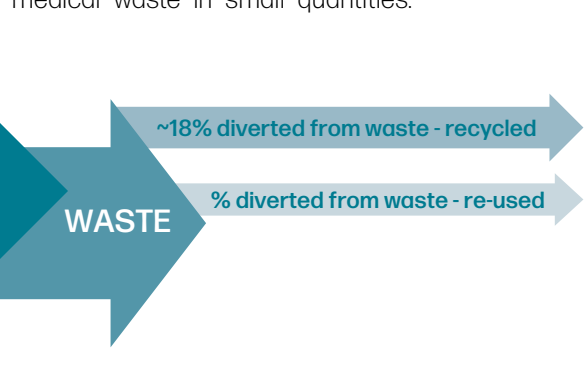 medical waste in small quantities.
~18% diverted from waste - recycled
% diverted from waste - re-used
WASTE